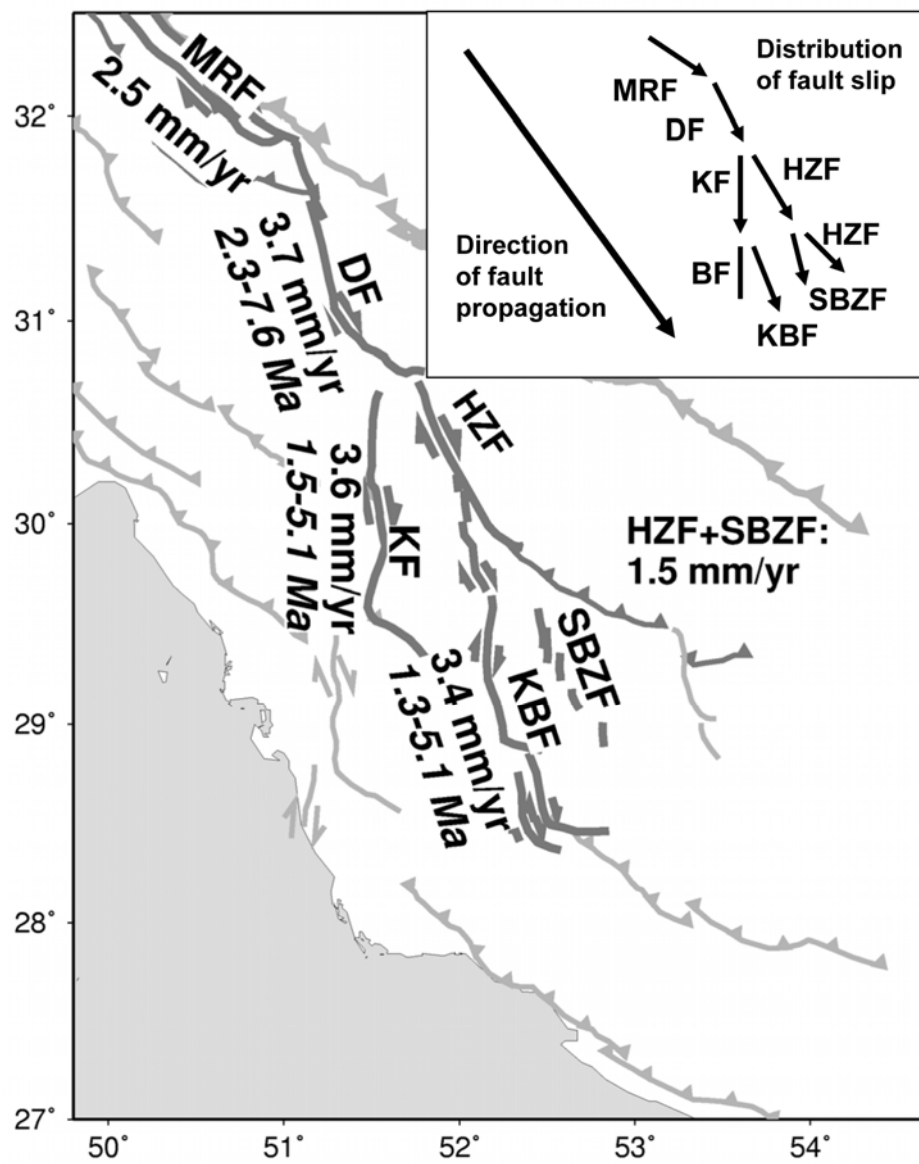 MRF
2.5 mm/yr
DF
3.7 mm/yr
2.3-7.6 Ma
HZF
KF
3.6 mm/yr
1.5-5.1 Ma
HZF+SBZF:
1.5 mm/yr
SBZF
KBF
3.4 mm/yr
1.3-5.1 Ma
Distribution
of fault slip
MRF
DF
KF
HZF
HZF
BF
SBZF
KBF
Direction
of fault
propagation
32°
31°
30°
29°
28°
27°
50°
51°
52°
53°
54°